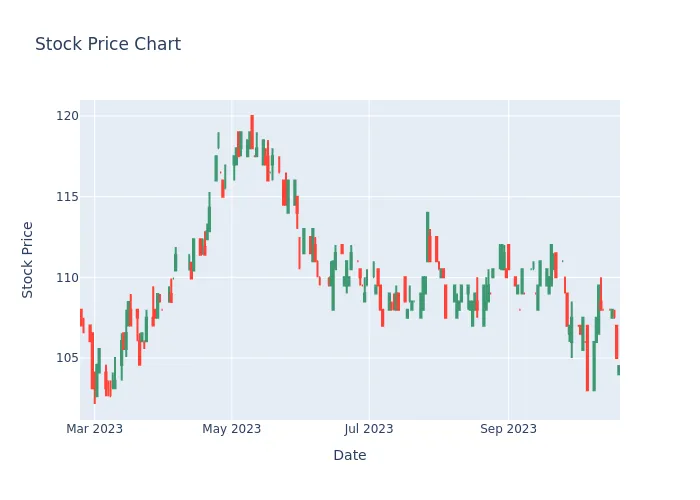 Stock Price Chart
120
115
110
105
Stock Price
Mar 2023
May 2023
Jul 2023
Sep 2023
Date